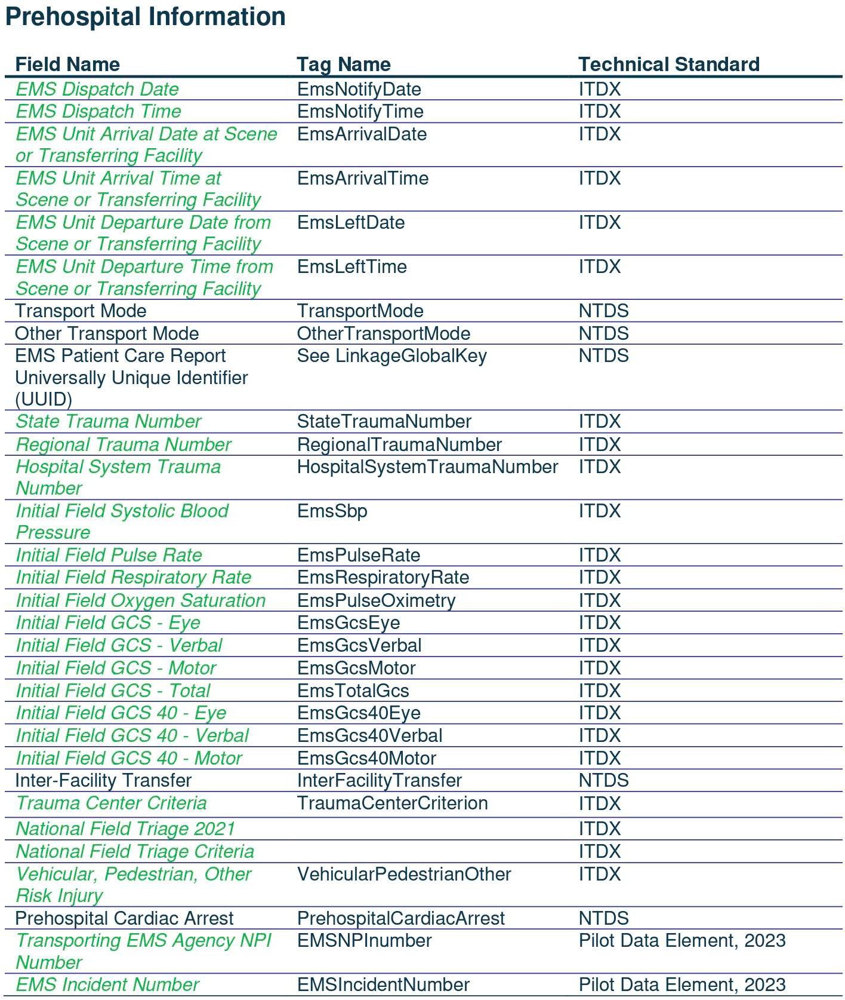 Prehospital Information
Field Name Tag Name Technical Standard
EMS Dispatch Date EmsNotifyDate ITDX
EMS Dispatch Time EmsNotifyTime ITDX
EMS Unit Arrival Date at Scene EmsArrivalDate ITDX
or Transferring Facility
EMS Unit Arrival Time at EmsArrivalTime ITDX
Scene or Transferring Facility
EMS Unit Departure Date from EmsLeftDate ITDX
Scene or Transferring Facility
EMS Unit Departure Time from EmsLeftTime ITDX
Scene or Transferring Facility
Transport Mode TransportMode NTDS
Other Transport Mode OtherTransportMode NTDS
EMS Patient Care Report See LinkageGlobalKey NTDS
Universally Unique Identifier
(UUID)
State Trauma Number StateTraumaNumber ITDX
Regional Trauma Number RegionalTraumaNumber ITDX
Hospital System Trauma HospitalSystemTraumaNumber ITDX
Number
Initial Field Systolic Blood EmsSbp ITDX
Pressure
Initial Field Pulse Rate EmsPulseRate ITDX
Initial Field Respiratory Rate EmsRespiratoryRate ITDX
Initial Field Oxygen Saturation EmsPulseOximetry ITDX
Initial Field GCS - Eye EmsGcsEye ITDX
Initial Field GCS - Verbal EmsGcsVerbal ITDX
Initial Field GCS - Motor EmsGcsMotor ITDX
Initial Field GCS - Total EmsTotalGcs ITDX
Initial Field GCS 40 - Eye EmsGcs40Eye ITDX
Initial Field GCS 40 - Verbal EmsGcs40Verbal ITDX
Initial Field GCS 40 - Motor EmsGcs40Motor ITDX
Inter-Facility Transfer InterFacilityTransfer NTDS
Trauma Center Criteria TraumaCenterCriterion ITDX
National Field Triage 2021 ITDX
National Field Triage Criteria ITDX
Vehicular, Pedestrian, Other VehicularPedestrianOther ITDX
Risk Injury
Prehospital Cardiac Arrest PrehospitalCardiacArrest NTDS
Transporting EMS Agency NPI EMSNPInumber Pilot Data Element, 2023
Number
EMS Incident Number EMSIncidentNumber Pilot Data Element, 2023